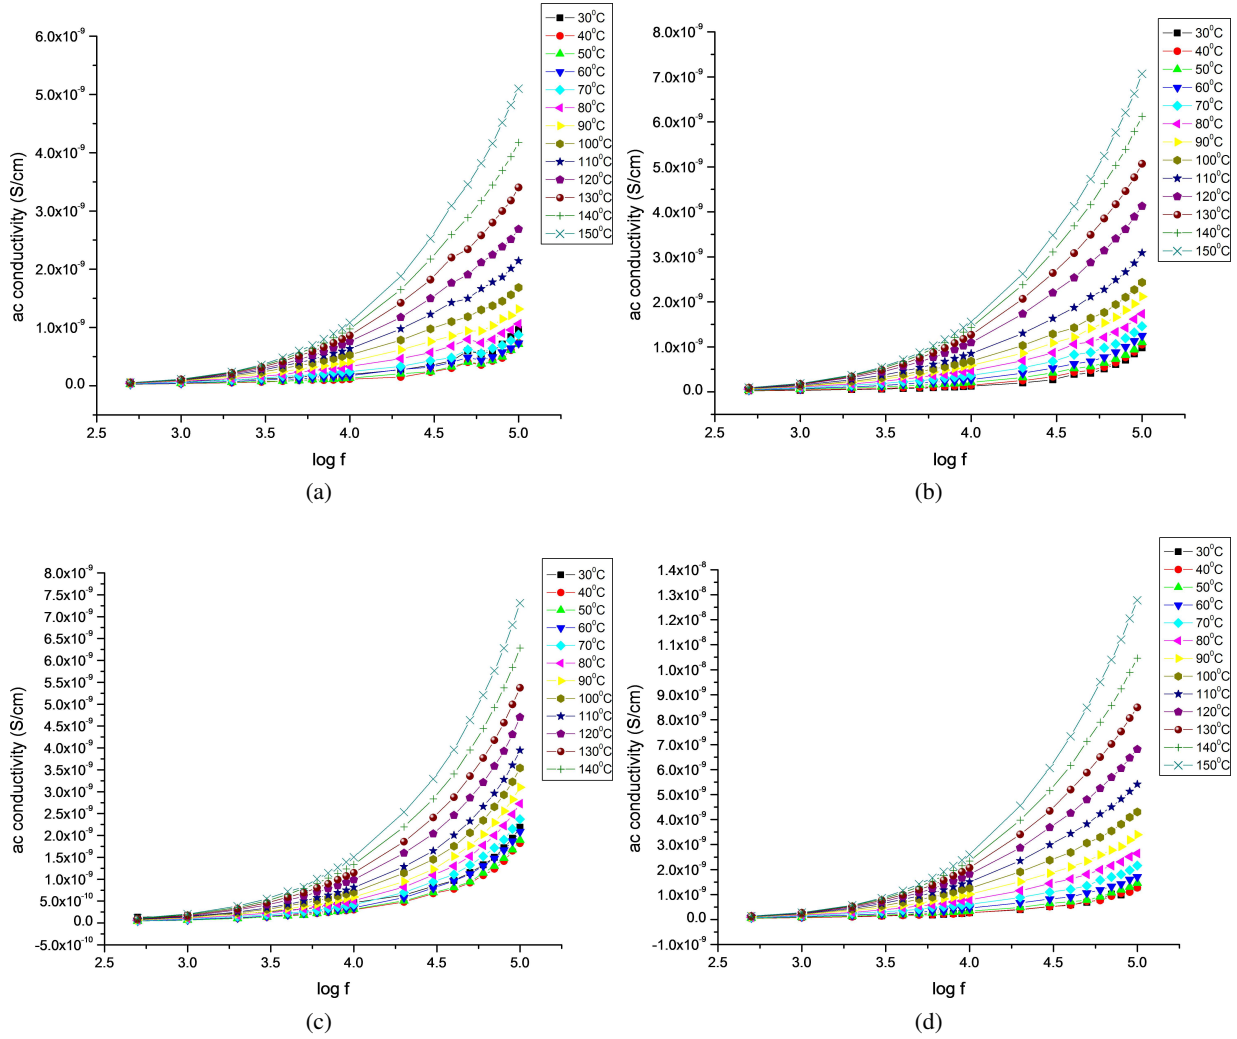 6.0x10⁻⁹
5.0x10⁻⁹
4.0x10⁻⁹
3.0x10⁻⁹
2.0x10⁻⁹
1.0x10⁻⁹
0.0
ac conductivity (S/cm)
2.5 3.0 3.5 4.0 4.5 5.0
log f
30⁰C
40⁰C
50⁰C
60⁰C
70⁰C
80⁰C
90⁰C
100⁰C
110⁰C
120⁰C
130⁰C
140⁰C
150⁰C
(a)
8.0x10⁻⁹
7.0x10⁻⁹
6.0x10⁻⁹
5.0x10⁻⁹
4.0x10⁻⁹
3.0x10⁻⁹
2.0x10⁻⁹
1.0x10⁻⁹
0.0
ac conductivity (S/cm)
2.5 3.0 3.5 4.0 4.5 5.0
log f
30⁰C
40⁰C
50⁰C
60⁰C
70⁰C
80⁰C
90⁰C
100⁰C
110⁰C
120⁰C
130⁰C
140⁰C
150⁰C
(b)
8.0x10⁻⁹
7.5x10⁻⁹
7.0x10⁻⁹
6.5x10⁻⁹
6.0x10⁻⁹
5.5x10⁻⁹
5.0x10⁻⁹
4.5x10⁻⁹
4.0x10⁻⁹
3.5x10⁻⁹
3.0x10⁻⁹
2.5x10⁻⁹
2.0x10⁻⁹
1.5x10⁻⁹
1.0x10⁻⁹
5.0x10⁻¹⁰
0.0
-5.0x10⁻¹⁰
ac conductivity (S/cm)
2.5 3.0 3.5 4.0 4.5 5.0
log f
30⁰C
40⁰C
50⁰C
60⁰C
70⁰C
80⁰C
90⁰C
100⁰C
110⁰C
120⁰C
130⁰C
140⁰C
(c)
1.4x10⁻⁸
1.3x10⁻⁸
1.2x10⁻⁸
1.1x10⁻⁸
1.0x10⁻⁸
9.0x10⁻⁹
8.0x10⁻⁹
7.0x10⁻⁹
6.0x10⁻⁹
5.0x10⁻⁹
4.0x10⁻⁹
3.0x10⁻⁹
2.0x10⁻⁹
1.0x10⁻⁹
0.0
-1.0x10⁻⁹
ac conductivity (S/cm)
2.5 3.0 3.5 4.0 4.5 5.0
log f
30⁰C
40⁰C
50⁰C
60⁰C
70⁰C
80⁰C
90⁰C
100⁰C
110⁰C
120⁰C
130⁰C
140⁰C
150⁰C
(d)